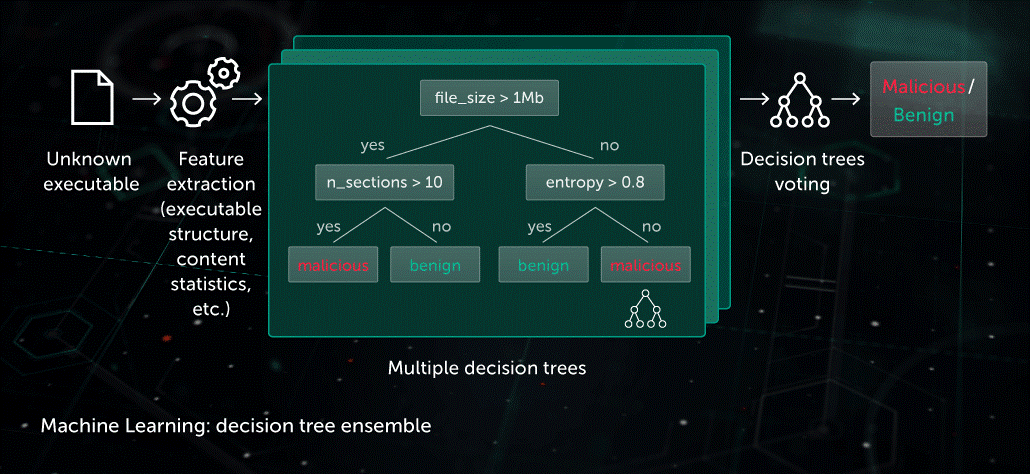 Unknown
executable
Feature
extraction
(executable
structure,
content
statistics,
etc.)
file_size > 1Mb
yes
no
n_sections > 10
entropy > 0.8
yes
no
yes
no
malicious
benign
benign
malicious
Multiple decision trees
Decision trees
voting
Malicious/
Benign
Machine Learning: decision tree ensemble